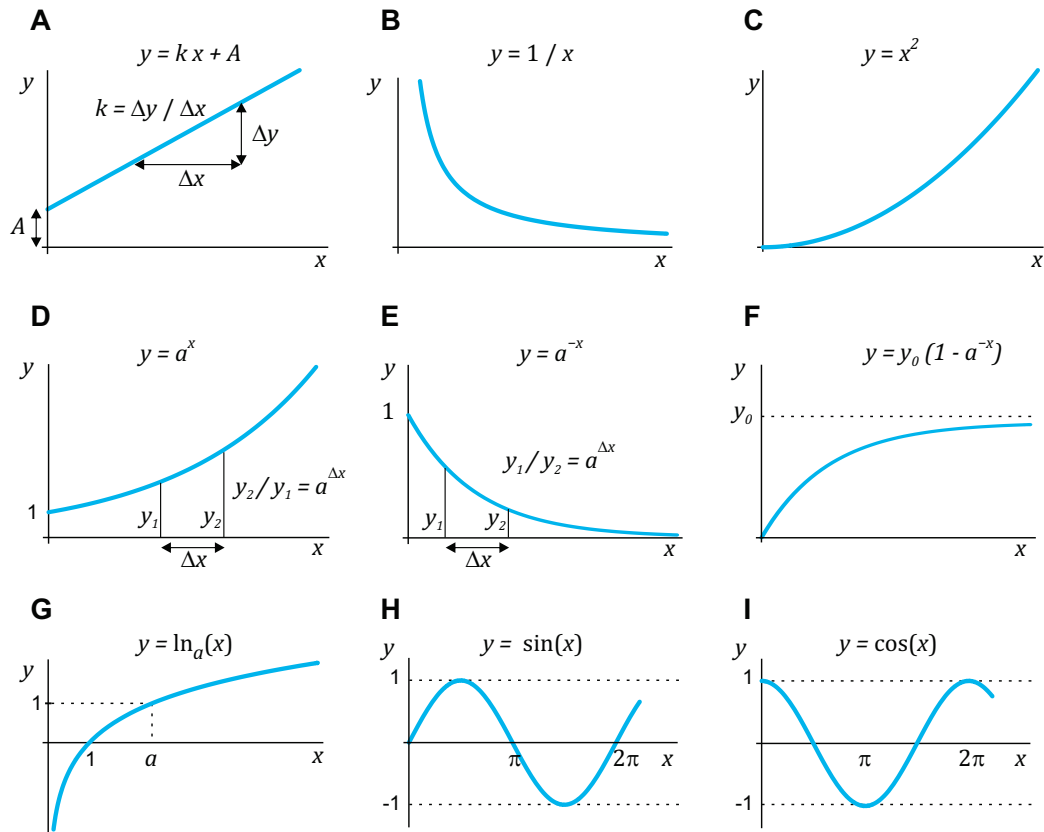 A
y = k x + A
y
k = Δy / Δx
Δy
Δx
A
x
B
y = 1 / x
y
x
C
y = x²
y
x
D
y = aˣ
y
1
y₂ / y₁ = a^Δx
y₁
y₂
Δx
x
E
y = a⁻ˣ
y
1
y₁ / y₂ = a^Δx
y₁
y₂
Δx
x
F
y = y₀ (1 - a⁻ˣ)
y
y₀
x
G
y = lnₐ(x)
y
1
1
a
x
H
y = sin(x)
y
1
π
2π
x
-1
I
y = cos(x)
y
1
π
2π
x
-1